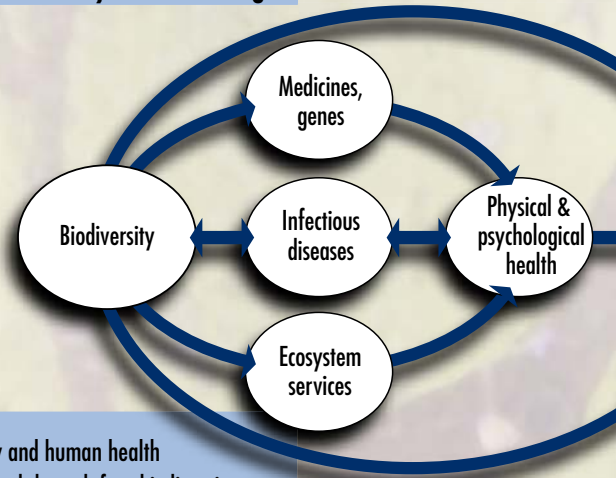 Medicines,
genes
Biodiversity
Infectious
diseases
Physical &
psychological
health
Ecosystem
services
and human health